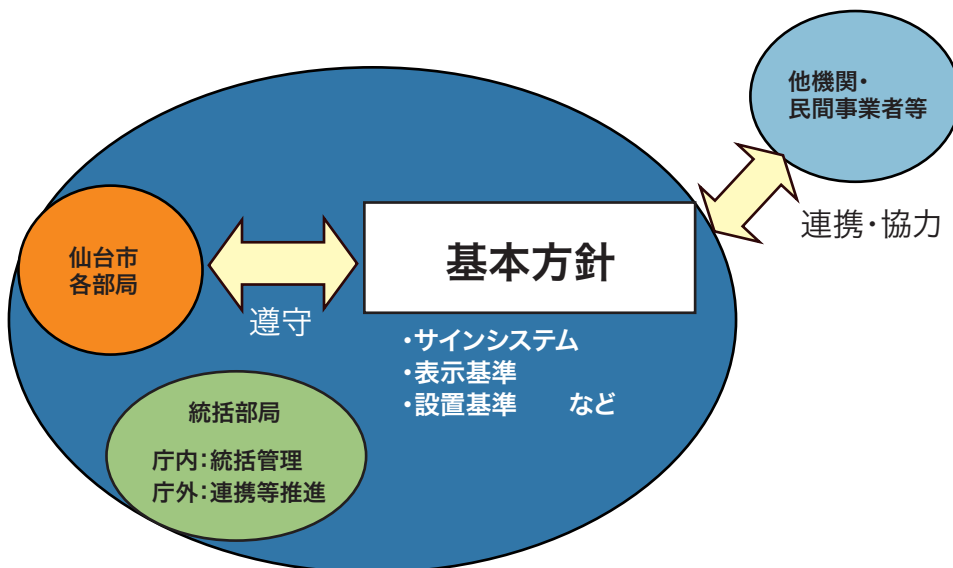 他機関・
民間事業者等
連携・協力
仙台市
各部局
遵守
基本方針
・サインシステム
・表示基準
・設置基準　　など
統括部局
庁内:統括管理
庁外:連携等推進